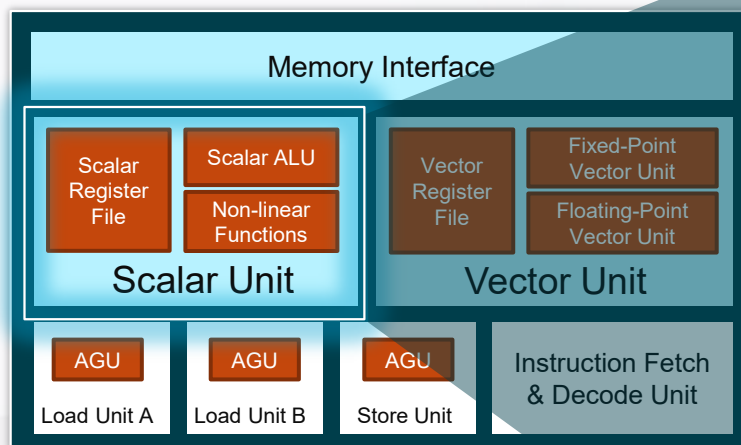 Memory Interface
Scalar
Register
File
Scalar ALU
Non-linear
Functions
Scalar Unit
Vector
Register
File
Fixed-Point
Vector Unit
Floating-Point
Vector Unit
Vector Unit
AGU
Load Unit A
AGU
Load Unit B
AGU
Store Unit
Instruction Fetch
& Decode Unit